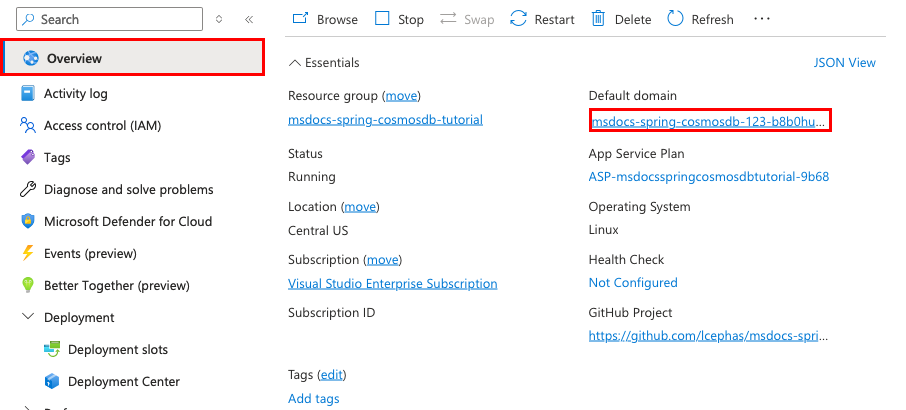 Search
Browse Stop Swap Restart Delete Refresh ...
Overview
Activity log
Access control (IAM)
Tags
Diagnose and solve problems
Microsoft Defender for Cloud
Events (preview)
Better Together (preview)
Deployment
Deployment slots
Deployment Center
Essentials
JSON View
Resource group (move)
msdocs-spring-cosmosdb-tutorial
Status
Running
Location (move)
Central US
Subscription (move)
Visual Studio Enterprise Subscription
Subscription ID
Default domain
msdocs-spring-cosmosdb-123-b8b0hu...
App Service Plan
ASP-msdocsspringcosmosdbtutorial-9b68
Operating System
Linux
Health Check
Not Configured
GitHub Project
https://github.com/lcephas/msdocs-spri...
Tags (edit)
Add tags